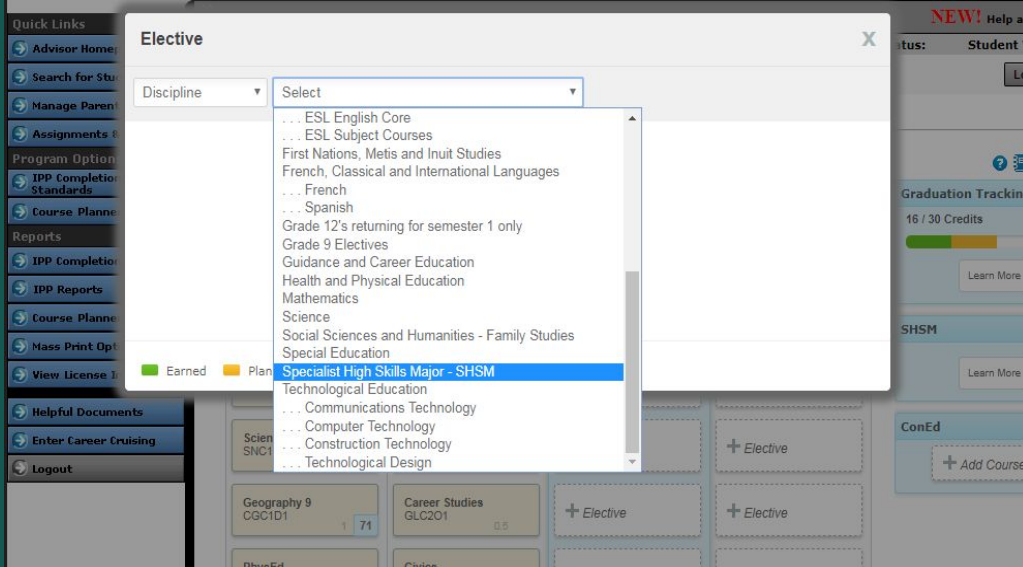 Quick Links
Advisor Home
Search for Stu
Manage Parent
Assignments &
Program Option
IPP Completion
Standards
Course Planne
Reports
IPP Completion
IPP Reports
Course Planne
Mass Print Opt
View License I
Helpful Documents
Enter Career Cruising
Logout
Elective
X
Discipline
Select
. . . ESL English Core
. . . ESL Subject Courses
First Nations, Metis and Inuit Studies
French, Classical and International Languages
. . . French
. . . Spanish
Grade 12's returning for semester 1 only
Grade 9 Electives
Guidance and Career Education
Health and Physical Education
Mathematics
Science
Social Sciences and Humanities - Family Studies
Special Education
Specialist High Skills Major - SHSM
Technological Education
. . . Communications Technology
. . . Computer Technology
. . . Construction Technology
. . . Technological Design
Earned
Plan
Scien
SNC1
+ Elective
Geography 9
CGC1D1
1 71
Career Studies
GLC2O1
0.5
+ Elective
+ Elective
PhysEd
Civics
NEW! Help a
atus: Student
Graduation Trackin
16 / 30 Credits
Learn More
SHSM
Learn More
ConEd
+ Add Course